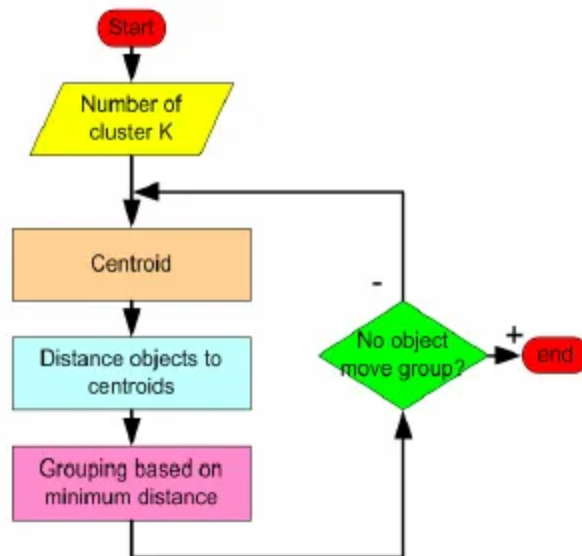 Start
Number of
cluster K
Centroid
Distance objects to
centroids
Grouping based on
minimum distance
-
No object
move group?
+
end